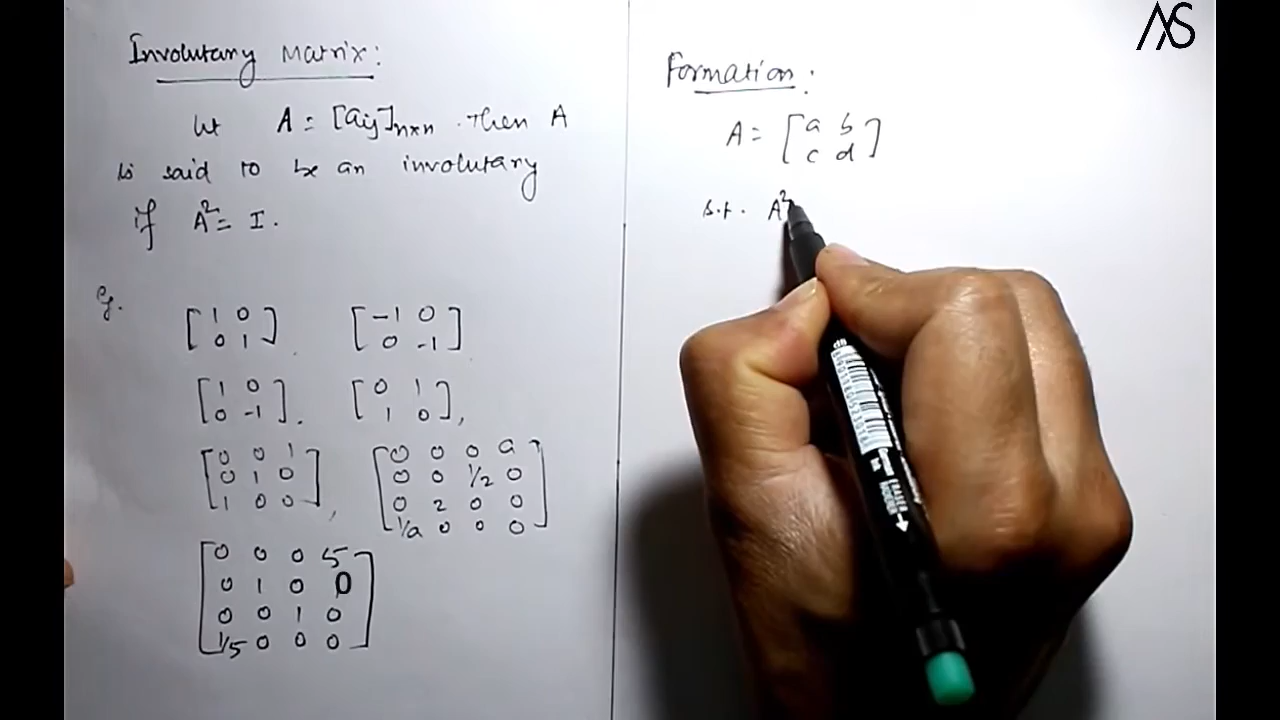 Involutary Matrix:
Let A = [aij]n×n . Then A
is said to be an involutary
if A² = I.
eg.
[1 0
0 1]
[-1 0
0 -1]
[1 0
0 -1],
[0 1
1 0],
[0 0 1
0 1 0
1 0 0],
[0 0 0 a
0 0 1/2 0
0 2 0 0
1/a 0 0 0]
[0 0 0 5
0 1 0 0
0 0 1 0
1/5 0 0 0]
NS
Formation:
A = [a b
c d]
s.t. A²